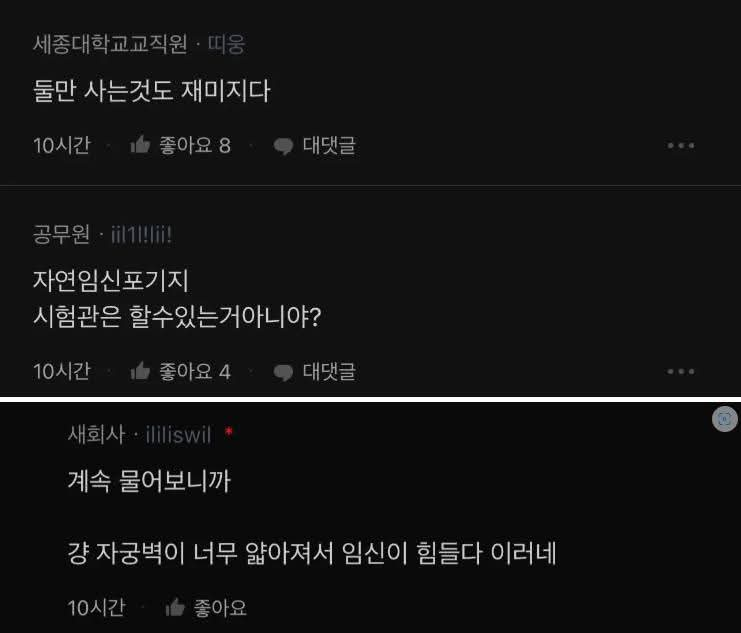 세종대학교교직원 · 띠웅
둘만 사는것도 재미지다
10시간 · 좋아요 8 · 대댓글
공무원 · iil1l!lii!
자연임신포기지
시험관은 할수있는거아니야?
10시간 · 좋아요 4 · 대댓글
새회사 · ililiswil *
계속 물어보니까
걍 자궁벽이 너무 얇아져서 임신이 힘들다 이러네
10시간 · 좋아요